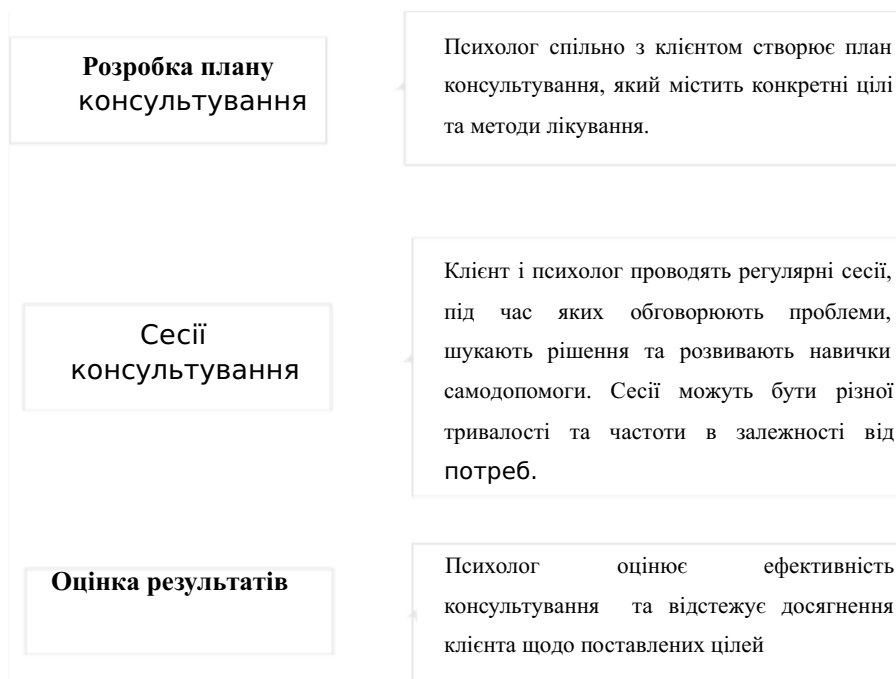 Розробка плану
консультування
Психолог спільно з клієнтом створює план
консультування, який містить конкретні цілі
та методи лікування.
Сесії
консультування
Клієнт і психолог проводять регулярні сесії,
під час яких обговорюють проблеми,
шукають рішення та розвивають навички
самодопомоги. Сесії можуть бути різної
тривалості та частоти в залежності від
потреб.
Оцінка результатів
Психолог оцінює ефективність
консультування та відстежує досягнення
клієнта щодо поставлених цілей